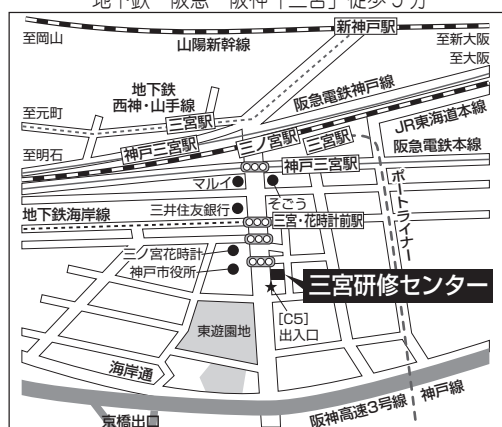 地下鉄・阪急・阪神「三宮」徒歩5分
新神戸駅
至岡山
山陽新幹線
至新大阪
至大阪
地下鉄
西神・山手線
阪急電鉄神戸線
至元町
三宮駅
JR東海道本線
三ノ宮駅
三宮駅
阪急電鉄本線
至明石
神戸三宮駅
神戸三宮駅
マルイ
そごう
ポートライナー
地下鉄海岸線
三井住友銀行
三宮・花時計前駅
三ノ宮花時計
神戸市役所
三宮研修センター
[C5]
出入口
東遊園地
海岸通
阪神高速3号線 神戸線
京橋出口